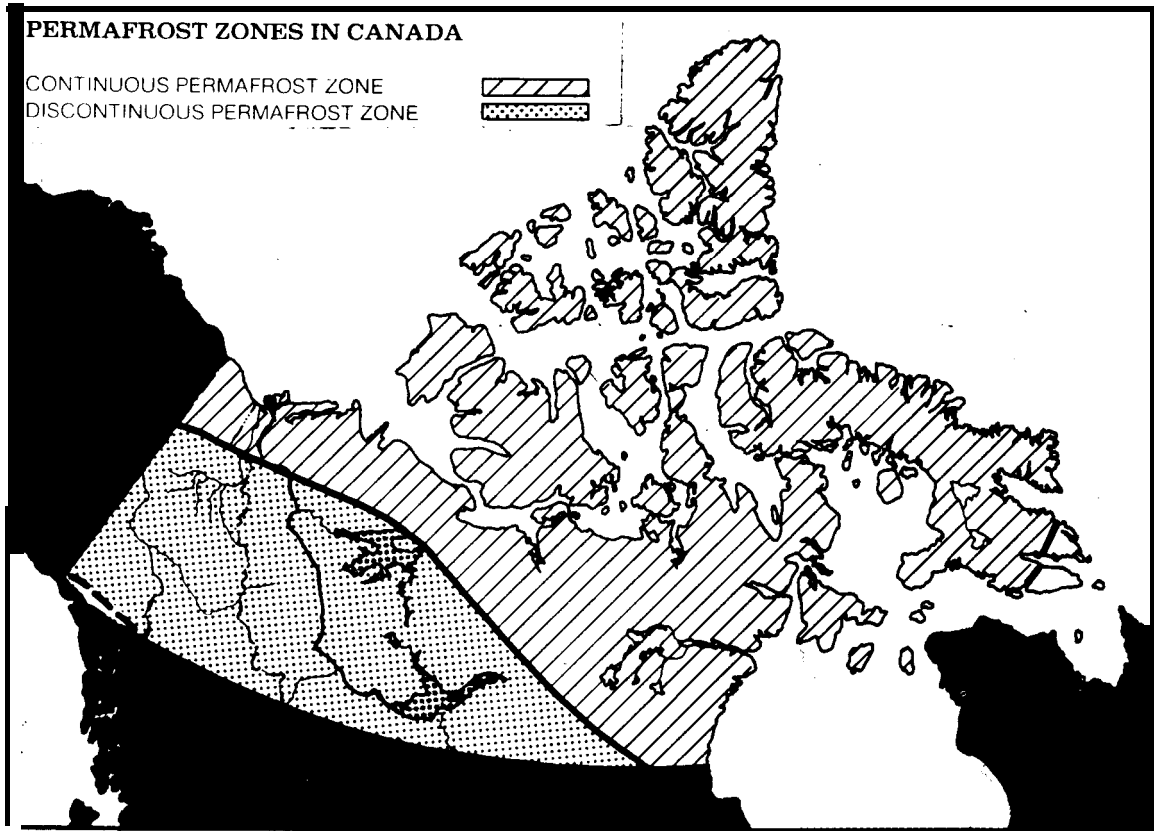 PERMAFROST ZONES IN CANADA
CONTINUOUS PERMAFROST ZONE
DISCONTINUOUS PERMAFROST ZONE